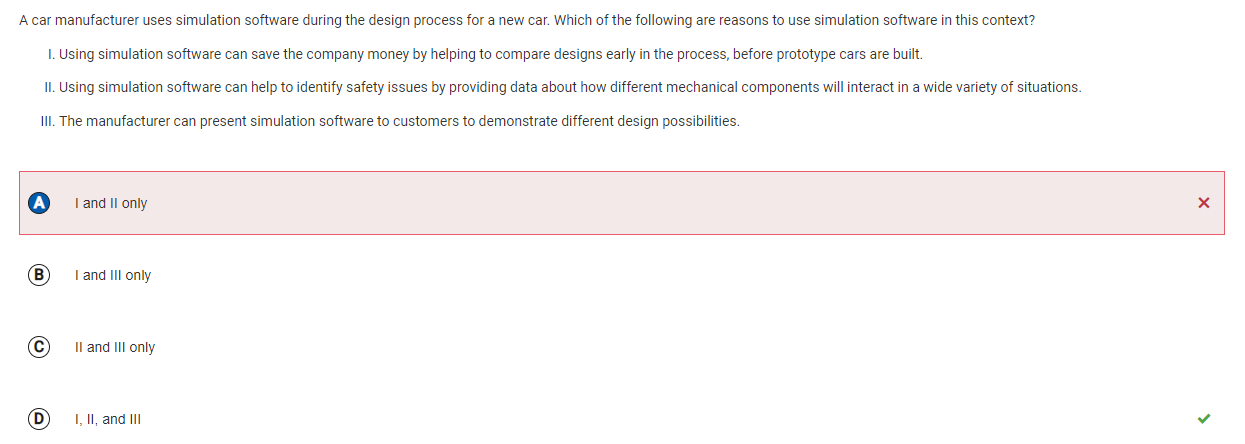 A car manufacturer uses simulation software during the design process for a new car. Which of the following are reasons to use simulation software in this context?
I. Using simulation software can save the company money by helping to compare designs early in the process, before prototype cars are built.
II. Using simulation software can help to identify safety issues by providing data about how different mechanical components will interact in a wide variety of situations.
III. The manufacturer can present simulation software to customers to demonstrate different design possibilities.
A I and II only
B I and III only
C II and III only
D I, II, and III